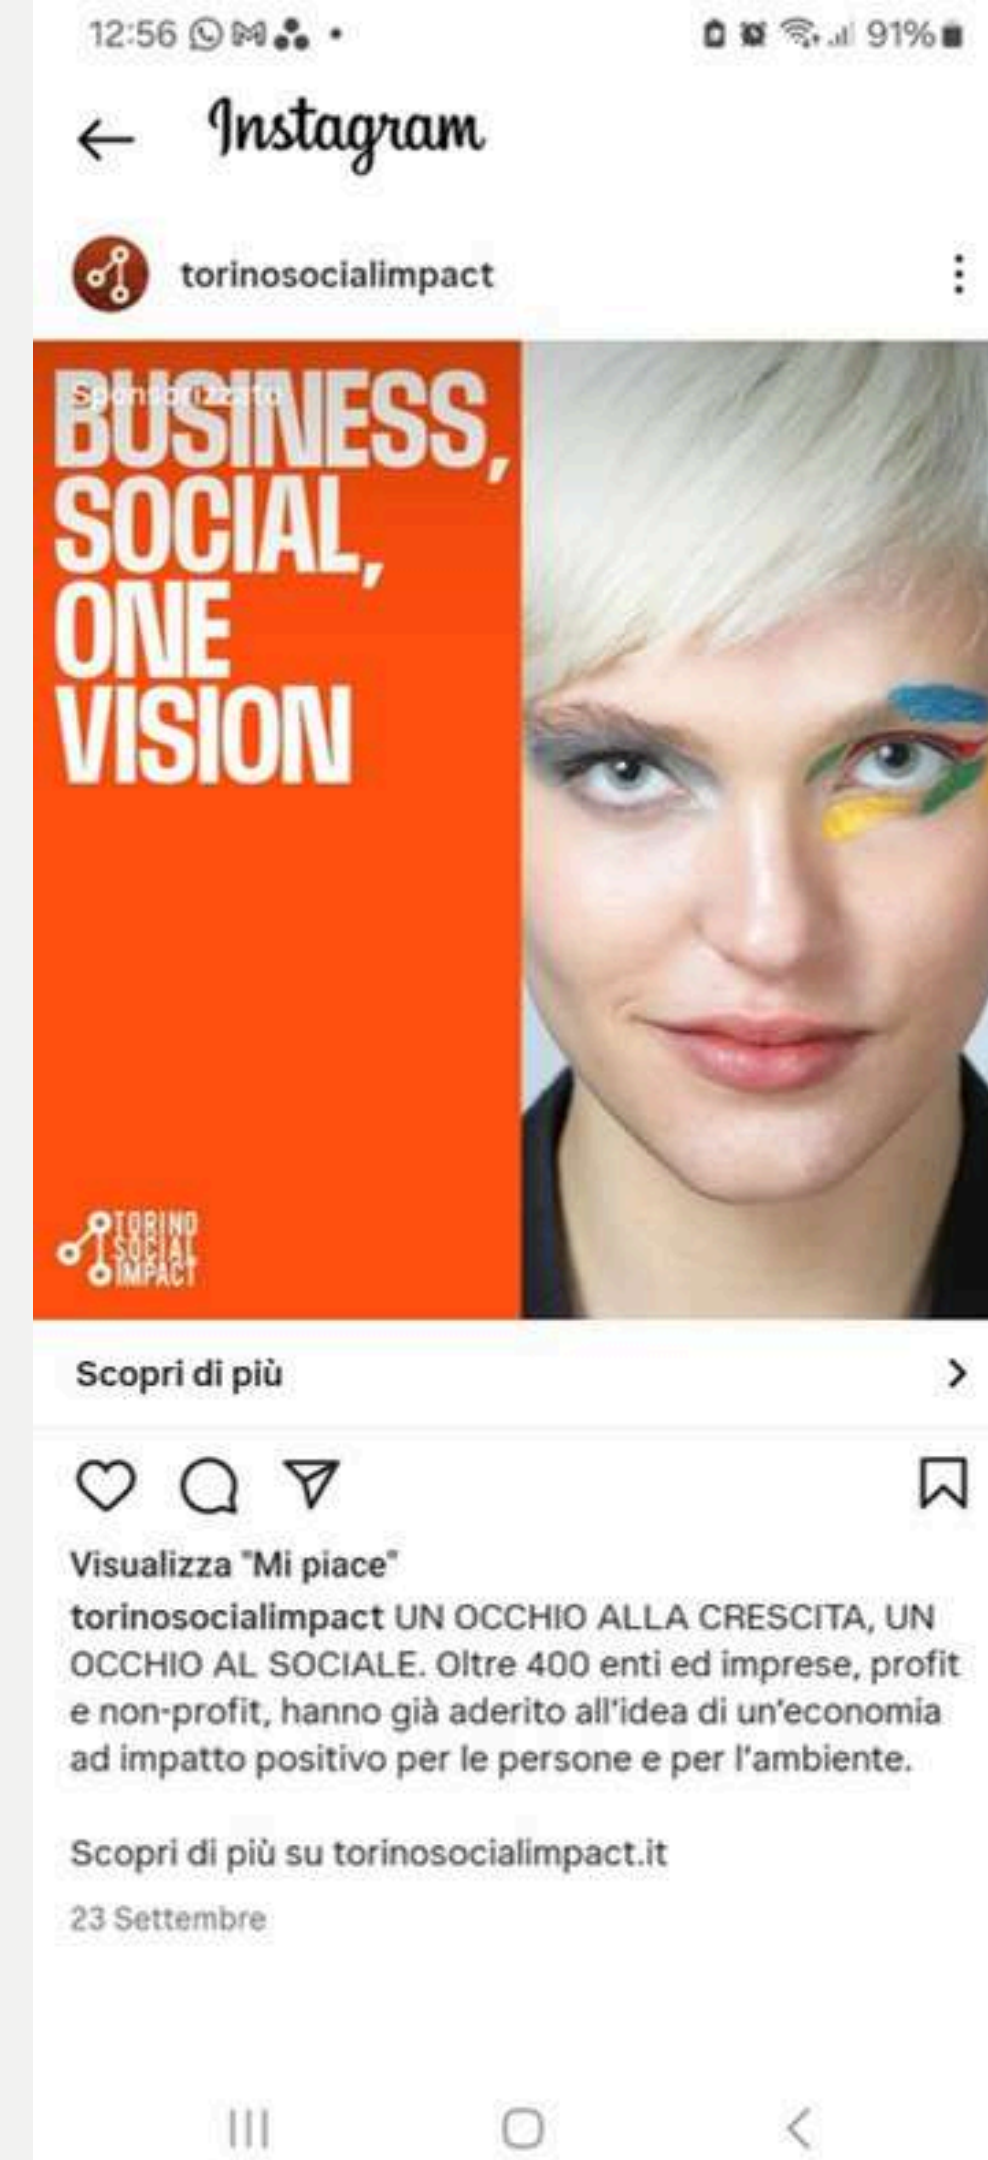 12:56
91%
Instagram
torinosocialimpact
Sponsorizzato
BUSINESS,
SOCIAL,
ONE
VISION
TORINO
SOCIAL
IMPACT
Scopri di più
Visualizza "Mi piace"
torinosocialimpact UN OCCHIO ALLA CRESCITA, UN
OCCHIO AL SOCIALE. Oltre 400 enti ed imprese, profit
e non-profit, hanno già aderito all'idea di un'economia
ad impatto positivo per le persone e per l'ambiente.
Scopri di più su torinosocialimpact.it
23 Settembre